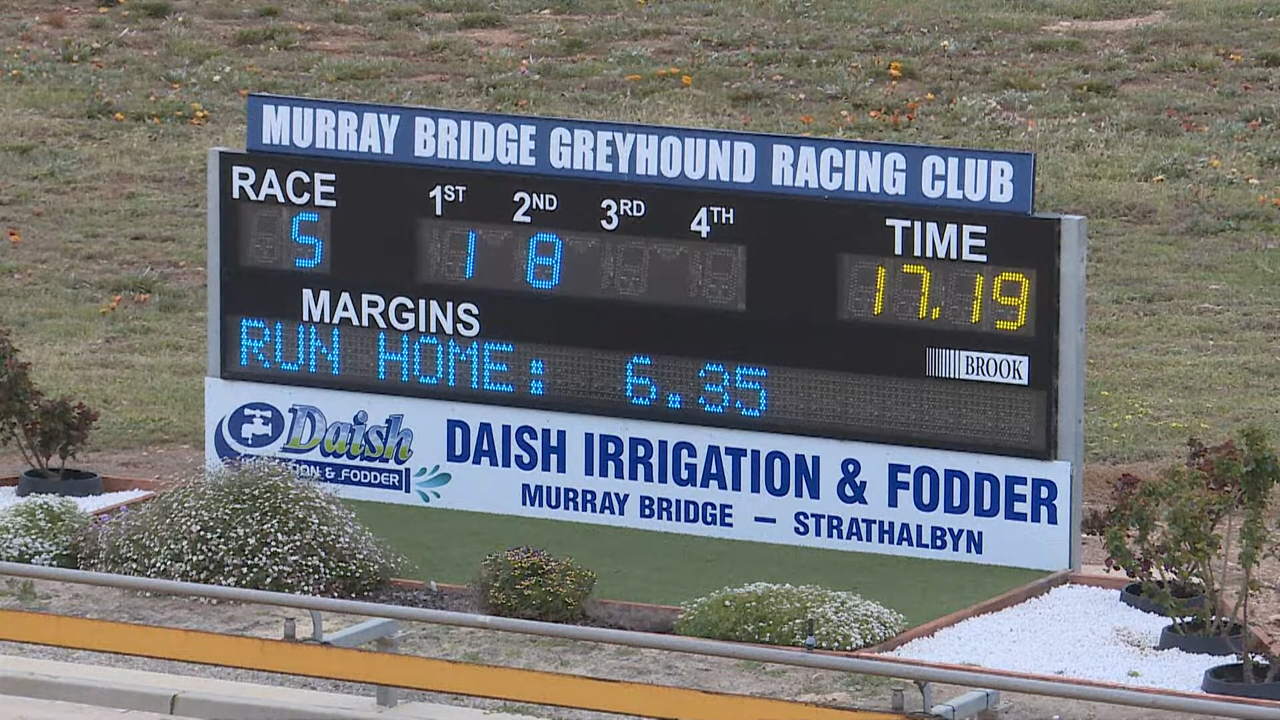 MURRAY BRIDGE GREYHOUND RACING CLUB
RACE 1ST 2ND 3RD 4TH TIME
5 1 8 17.19
MARGINS
RUN HOME: 6.35
BROOK
Daish
& FODDER
DAISH IRRIGATION & FODDER
MURRAY BRIDGE – STRATHALBYN